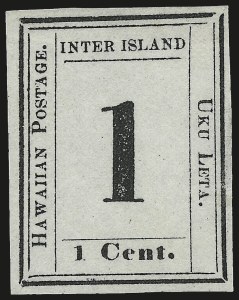 INTER ISLAND
HAWAIIAN POSTAGE.
1
UKU LETA.
1 Cent.